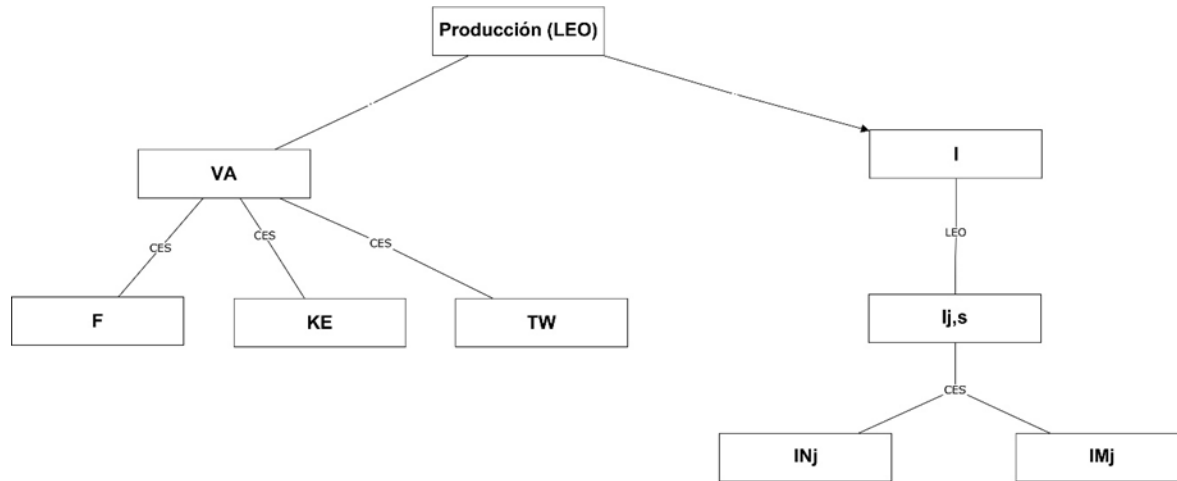 Producción (LEO)
I
VA
LEO
CES
CES
CES
F
KE
TW
Ij,s
CES
INj
IMj